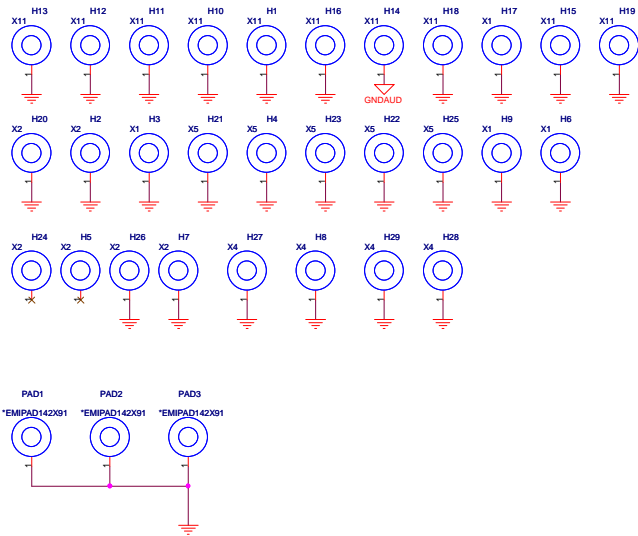 H13 H12 H11 H10 H1 H16 H14 H18 H17 H15 H19
X11 X11 X11 X11 X11 X11 X11 X11 X1 X11 X11
GNDAUD
H20 H2 H3 H21 H4 H23 H22 H25 H9 H6
X2 X2 X1 X5 X5 X5 X5 X5 X1 X1
H24 H5 H26 H7 H27 H8 H29 H28
X2 X2 X2 X2 X4 X4 X4 X4
PAD1 PAD2 PAD3
*EMIPAD142X91 *EMIPAD142X91 *EMIPAD142X91